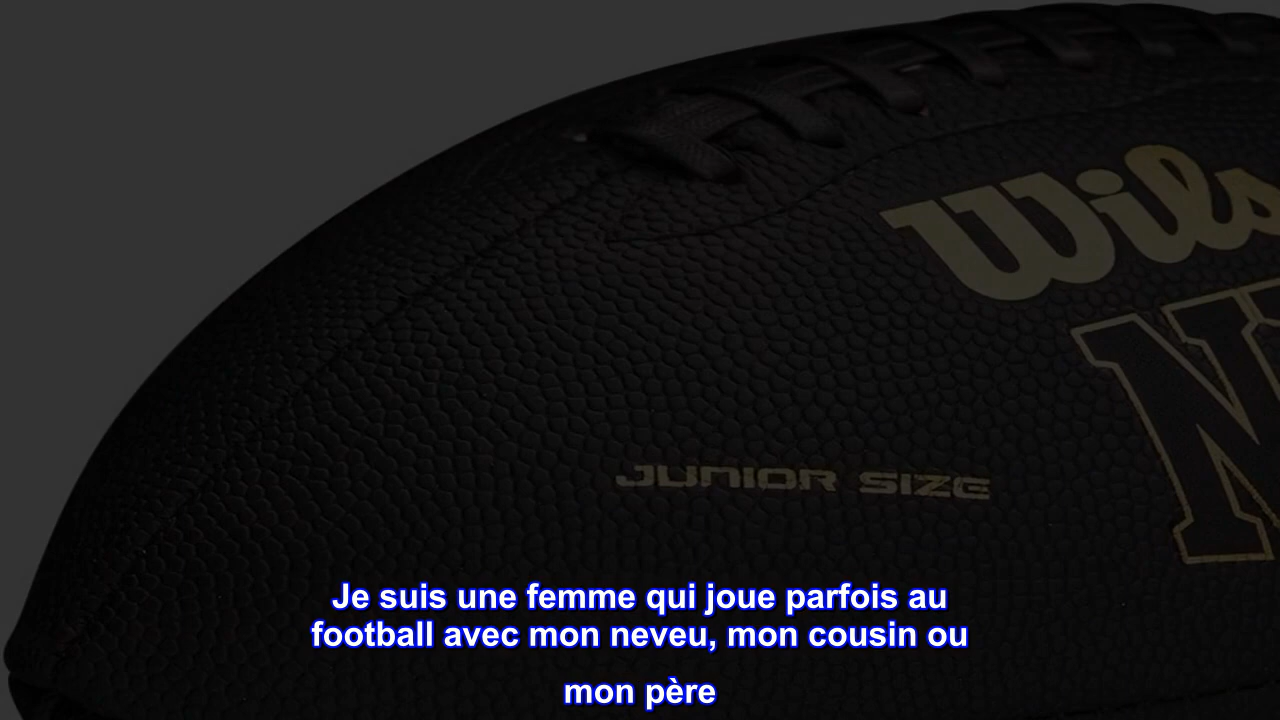 Wils
N
JUNIOR SIZE
Je suis une femme qui joue parfois au
football avec mon neveu, mon cousin ou
mon père